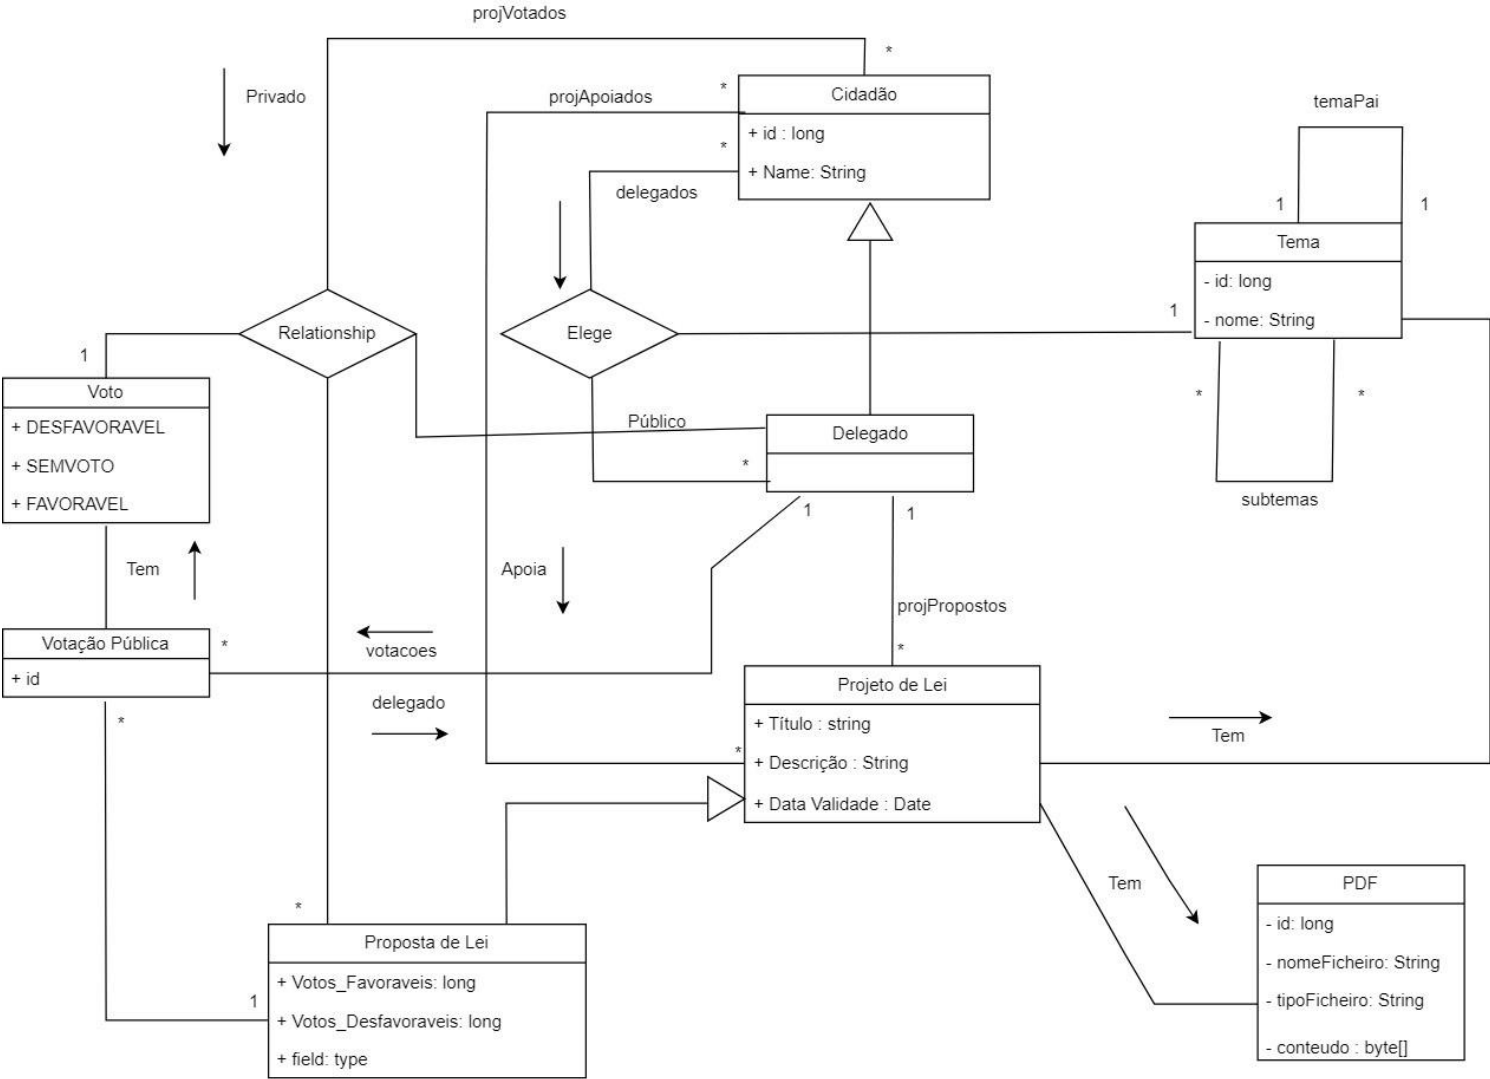 projVotados
*
Privado
projApoiados
*
Cidadão
+ id : long
+ Name: String
*
delegados
temaPai
1
1
Tema
- id: long
- nome: String
1
*
*
subtemas
Relationship
Elege
1
Voto
+ DESFAVORAVEL
+ SEMVOTO
+ FAVORAVEL
Público
*
Delegado
1
1
Tem
Apoia
projPropostos
*
Votação Pública
+ id
*
votacoes
delegado
*
*
Projeto de Lei
+ Título : string
+ Descrição : String
+ Data Validade : Date
Tem
Tem
PDF
- id: long
- nomeFicheiro: String
- tipoFicheiro: String
- conteudo : byte[]
*
1
Proposta de Lei
+ Votos_Favoraveis: long
+ Votos_Desfavoraveis: long
+ field: type